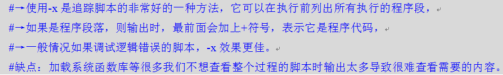 #→使用-x 是追踪脚本的非常好的一种方法，它可以在执行前列出所有执行的程序段，
#→如果是程序段落，则输出时，最前面会加上+符号，表示它是程序代码，
#→一般情况如果调试逻辑错误的脚本，-x 效果更佳。
#缺点：加载系统函数库等很多我们不想查看整个过程的脚本时输出太多导致很难查看需要的内容。